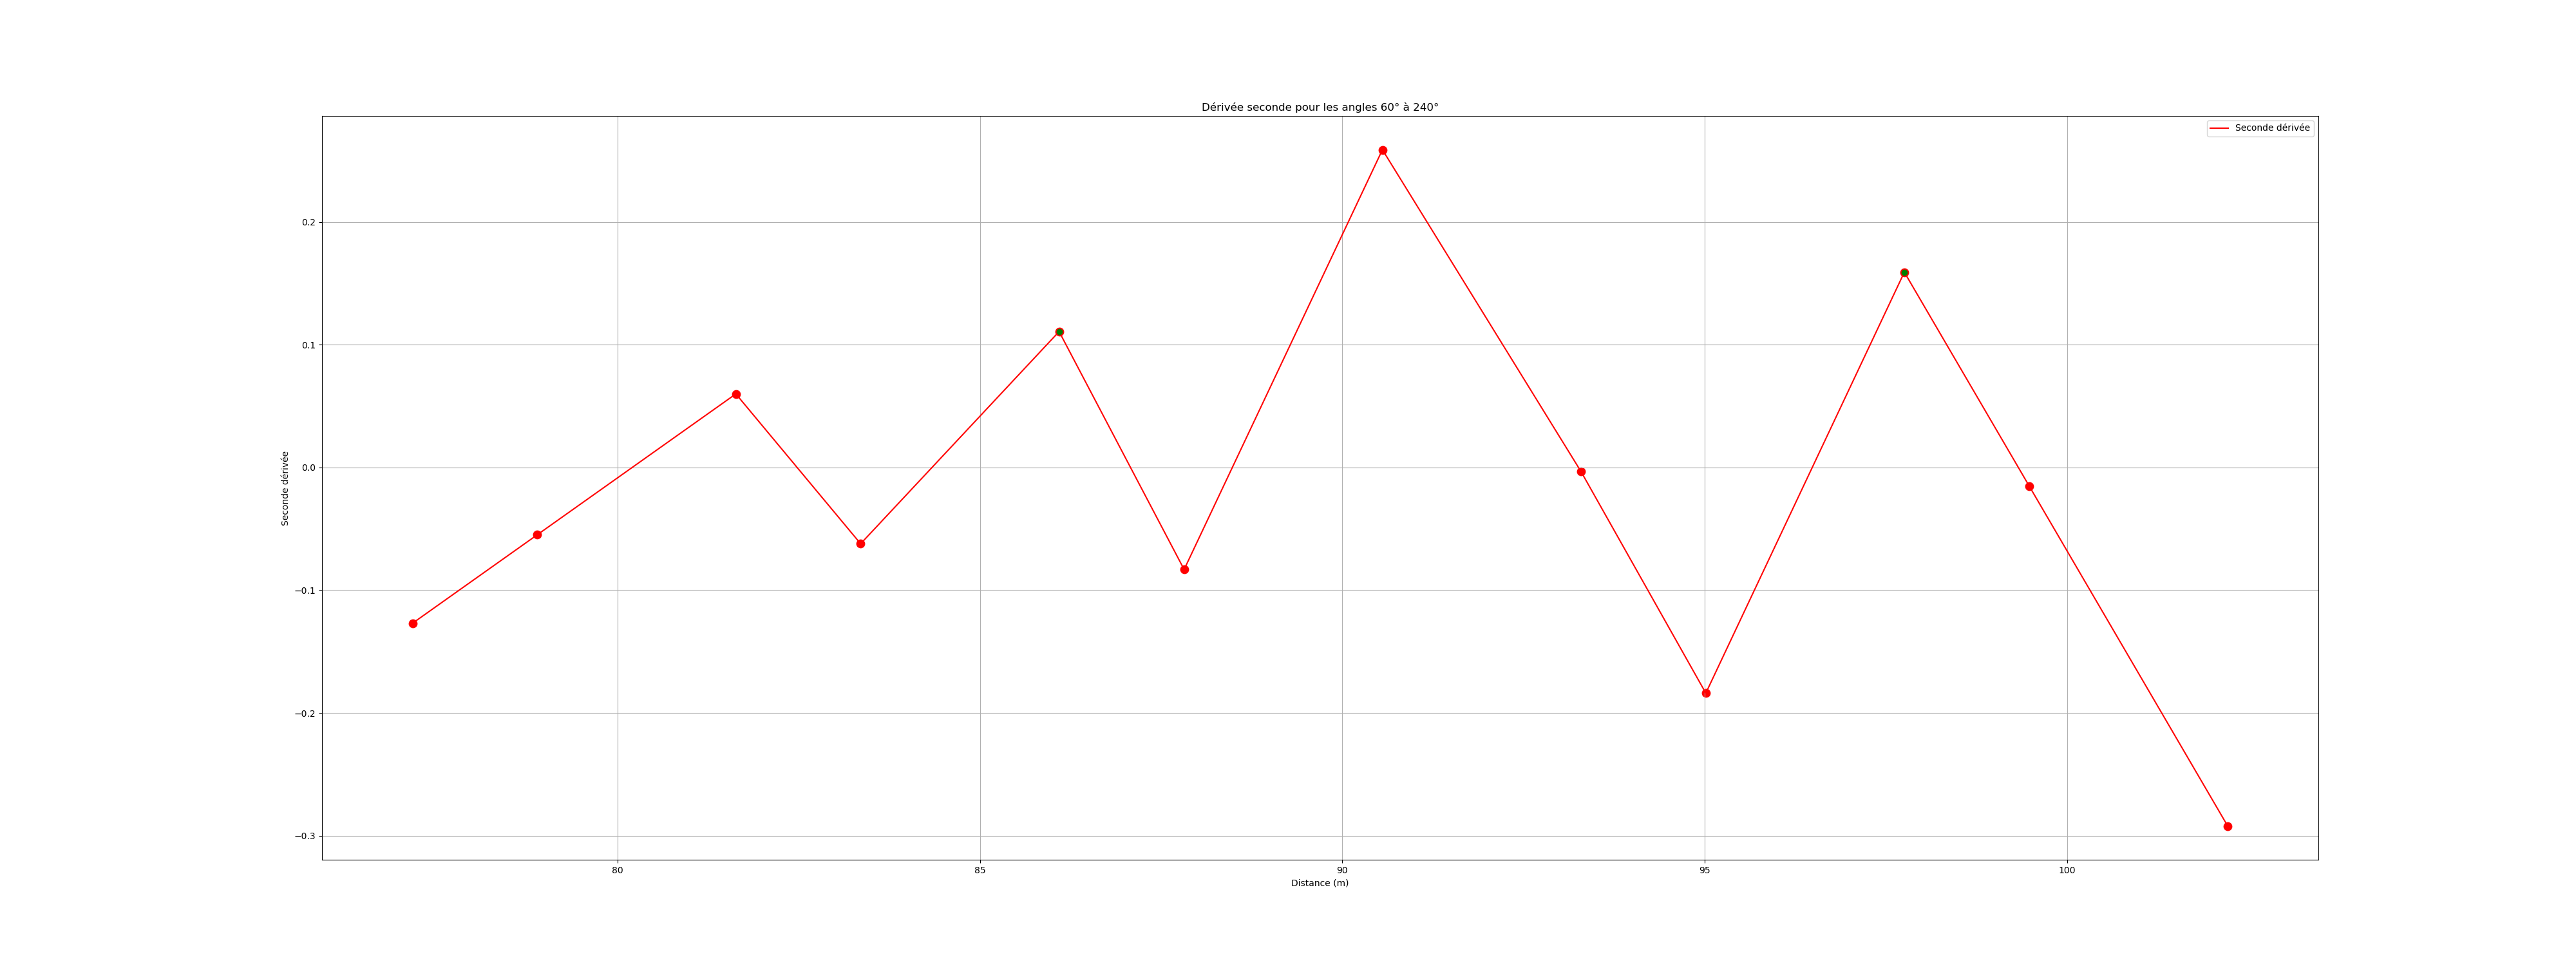 Dérivée seconde pour les angles 60° à 240°
Seconde dérivée
0.2
0.1
0.0
−0.1
−0.2
−0.3
Seconde dérivée
80 85 90 95 100
Distance (m)